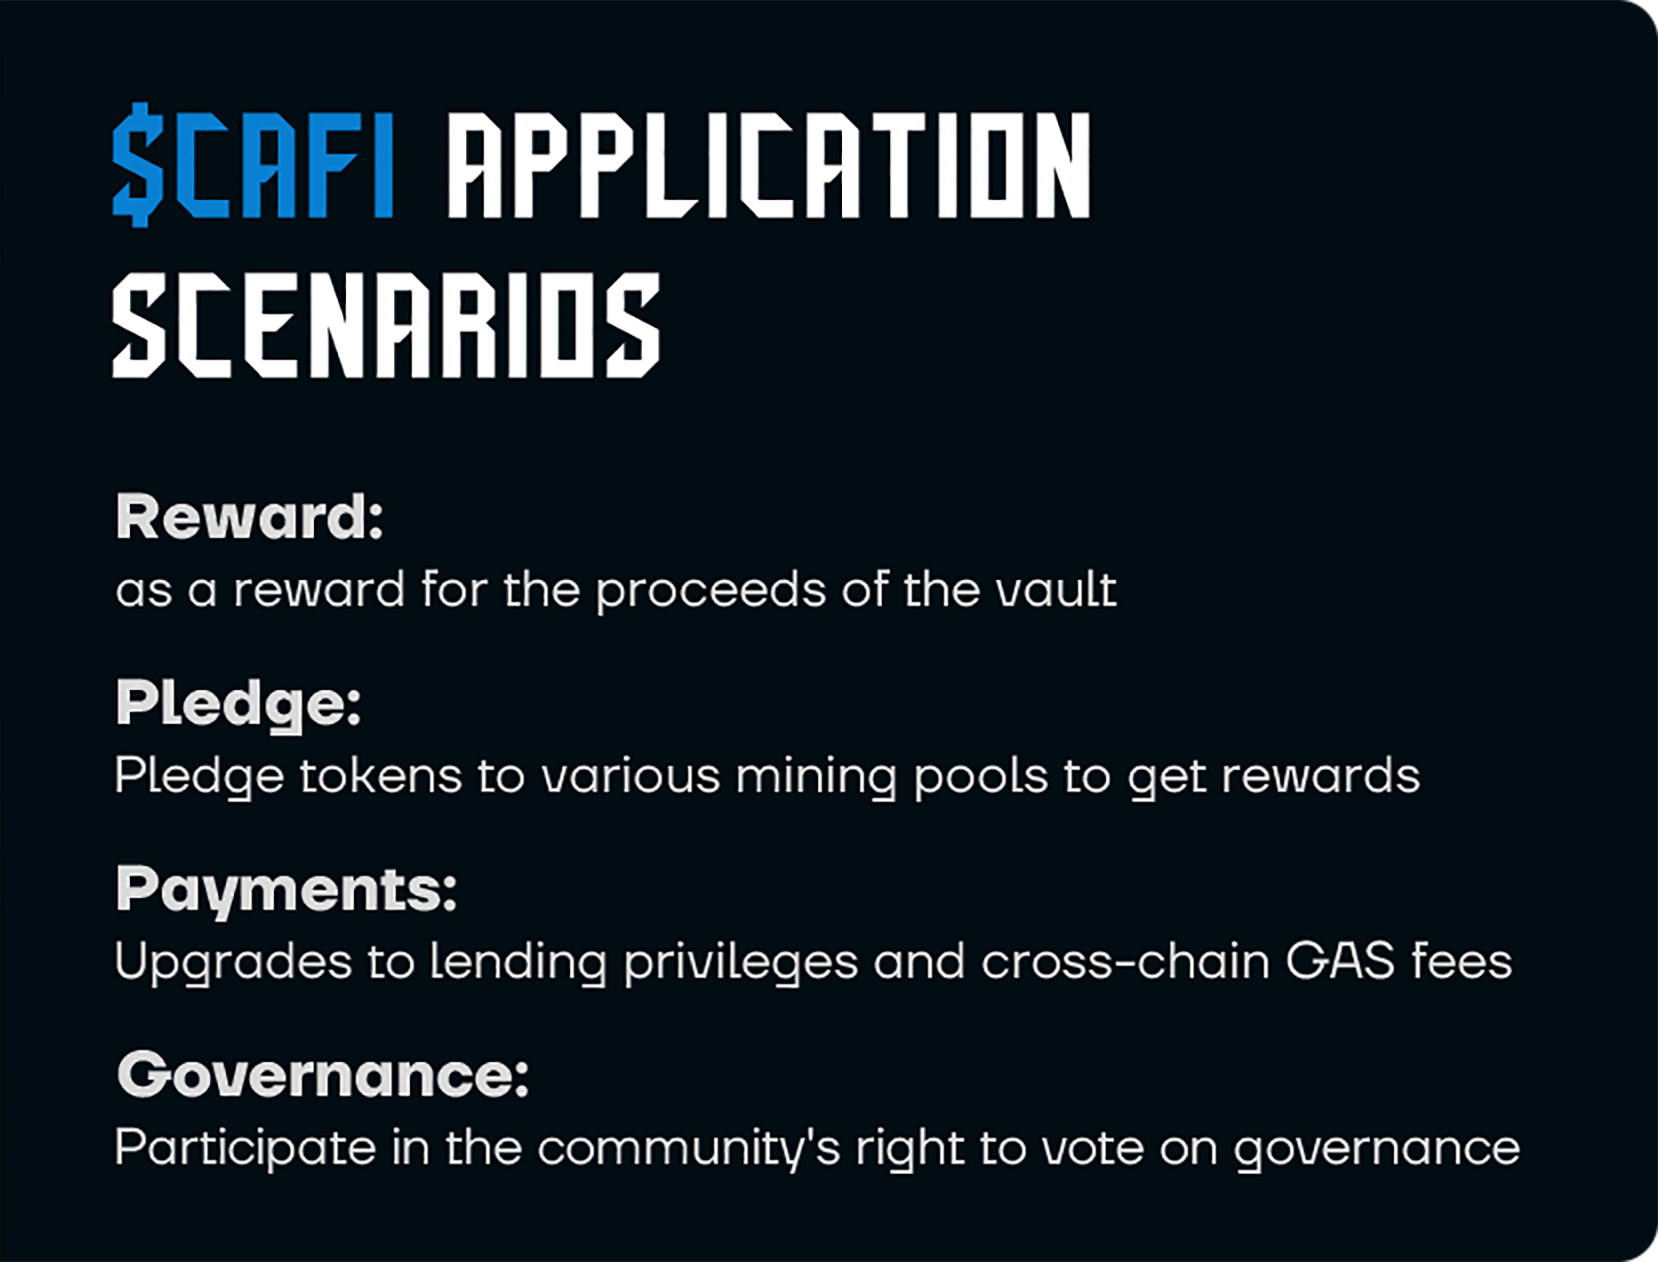 $CAFI APPLICATION
SCENARIOS
Reward:
as a reward for the proceeds of the vault
Pledge:
Pledge tokens to various mining pools to get rewards
Payments:
Upgrades to lending privileges and cross-chain GAS fees
Governance:
Participate in the community's right to vote on governance